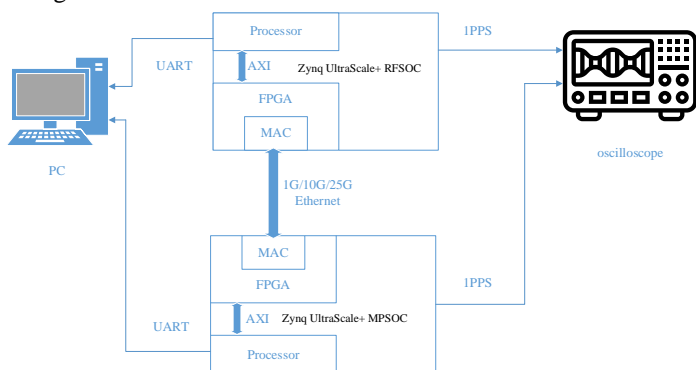 Processor
1PPS
UART
AXI
Zynq UltraScale+ RFSOC
FPGA
MAC
oscilloscope
PC
1G/10G/25G
Ethernet
MAC
FPGA
1PPS
AXI
Zynq UltraScale+ MPSOC
UART
Processor